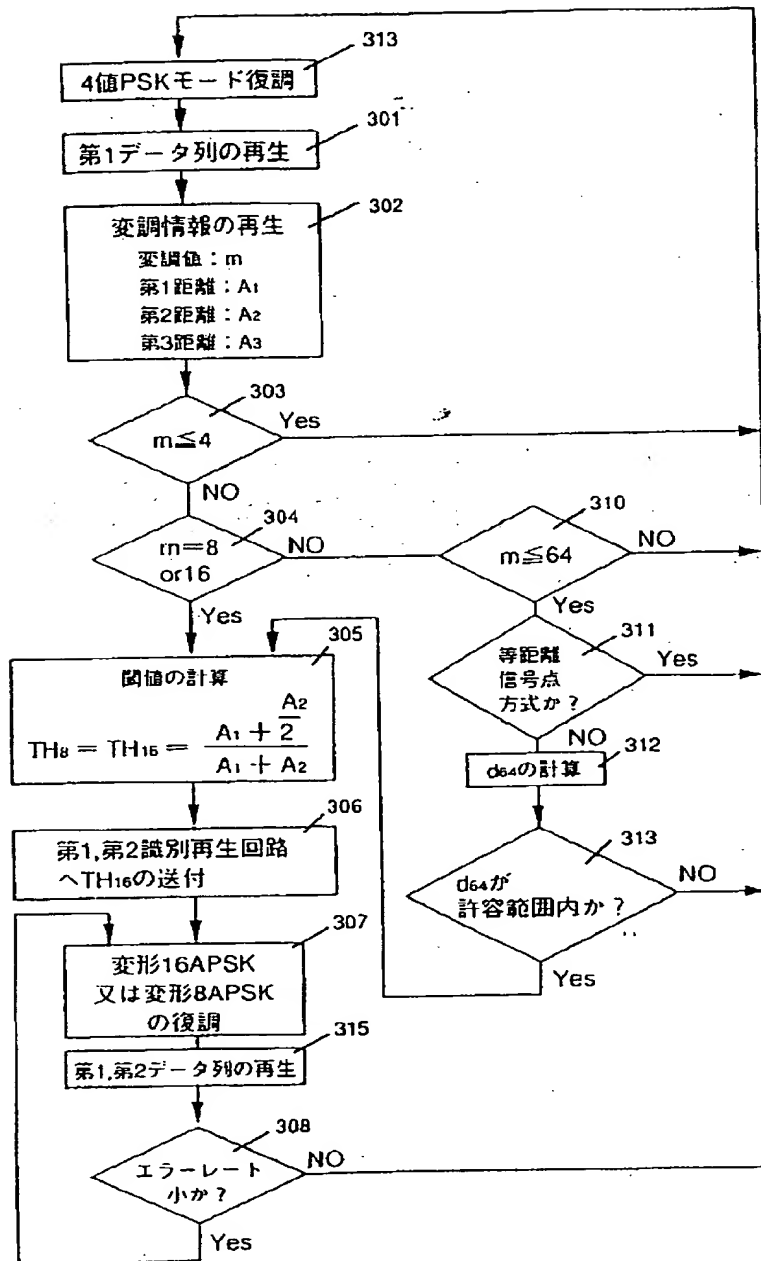 313
4値PSKモード復調
301
第1データ列の再生
302
変調情報の再生
変調値：m
第1距離：A1
第2距離：A2
第3距離：A3
303
m≦4
Yes
NO
304
m=8
or16
NO
Yes
310
m≦64
NO
Yes
311
等距離
信号点
方式か？
Yes
NO
312
d64の計算
313
d64が
許容範囲内か？
NO
Yes
305
閾値の計算
TH8 = TH16 = (A1 + A2/2) / (A1 + A2)
306
第1,第2識別再生回路
へTH16の送付
307
変形16APSK
又は変形8APSK
の復調
315
第1,第2データ列の再生
308
エラーレート
小か？
NO
Yes